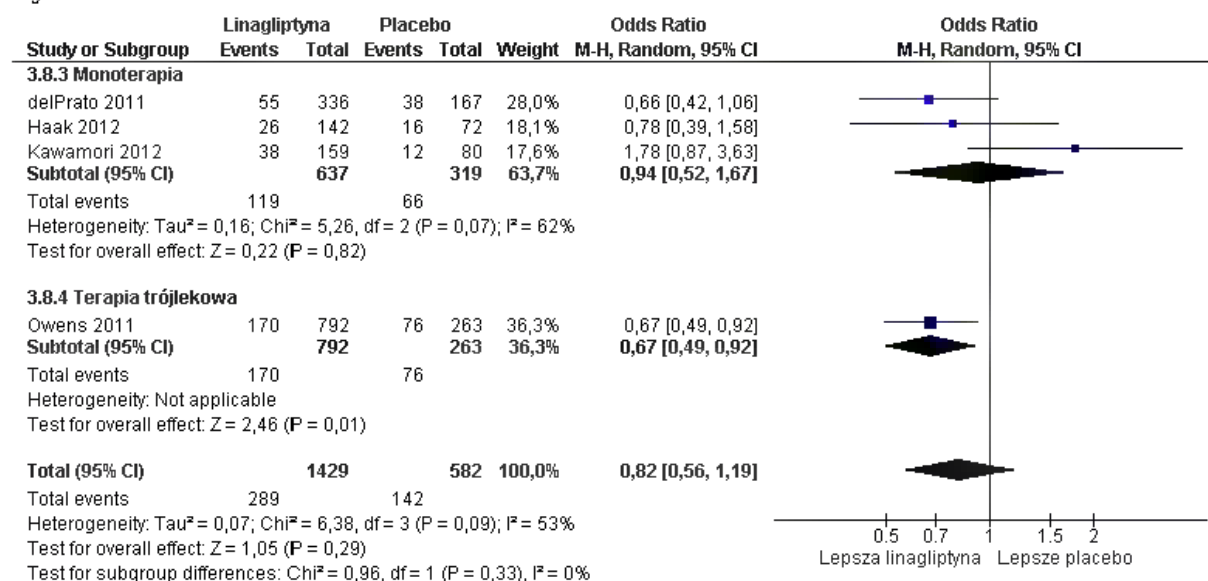 Linagliptyna Placebo Odds Ratio Odds Ratio
Study or Subgroup Events Total Events Total Weight M-H, Random, 95% CI M-H, Random, 95% CI
3.8.3 Monoterapia
delPrato 2011 55 336 38 167 28,0% 0,66 [0,42, 1,06]
Haak 2012 26 142 16 72 18,1% 0,78 [0,39, 1,58]
Kawamori 2012 38 159 12 80 17,6% 1,78 [0,87, 3,63]
Subtotal (95% CI) 637 319 63,7% 0,94 [0,52, 1,67]
Total events 119 66
Heterogeneity: Tau² = 0,16; Chi² = 5,26, df = 2 (P = 0,07); I² = 62%
Test for overall effect: Z = 0,22 (P = 0,82)
3.8.4 Terapia trójlekowa
Owens 2011 170 792 76 263 36,3% 0,67 [0,49, 0,92]
Subtotal (95% CI) 792 263 36,3% 0,67 [0,49, 0,92]
Total events 170 76
Heterogeneity: Not applicable
Test for overall effect: Z = 2,46 (P = 0,01)
Total (95% CI) 1429 582 100,0% 0,82 [0,56, 1,19]
Total events 289 142
Heterogeneity: Tau² = 0,07; Chi² = 6,38, df = 3 (P = 0,09); I² = 53%
Test for overall effect: Z = 1,05 (P = 0,29)
Test for subgroup differences: Chi² = 0,96, df = 1 (P = 0,33), I² = 0%
0.5 0.7 1 1.5 2
Lepsza linagliptyna Lepsze placebo